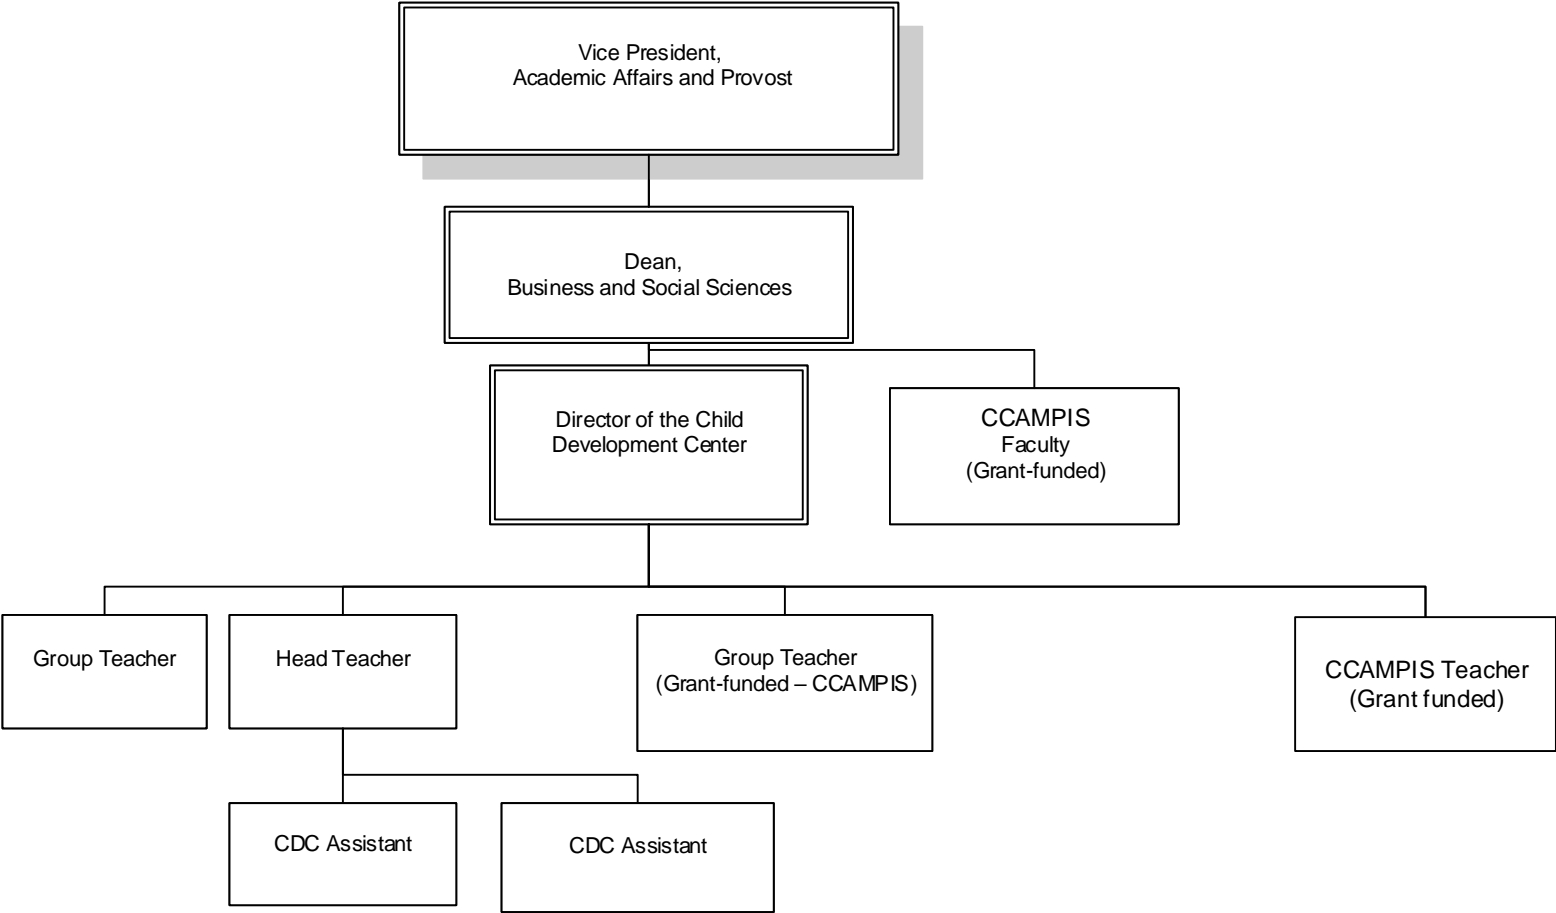 Vice President,
Academic Affairs and Provost
Dean,
Business and Social Sciences
Director of the Child
Development Center
CCAMPIS
Faculty
(Grant-funded)
Group Teacher
Head Teacher
Group Teacher
(Grant-funded – CCAMPIS)
CCAMPIS Teacher
(Grant funded)
CDC Assistant
CDC Assistant